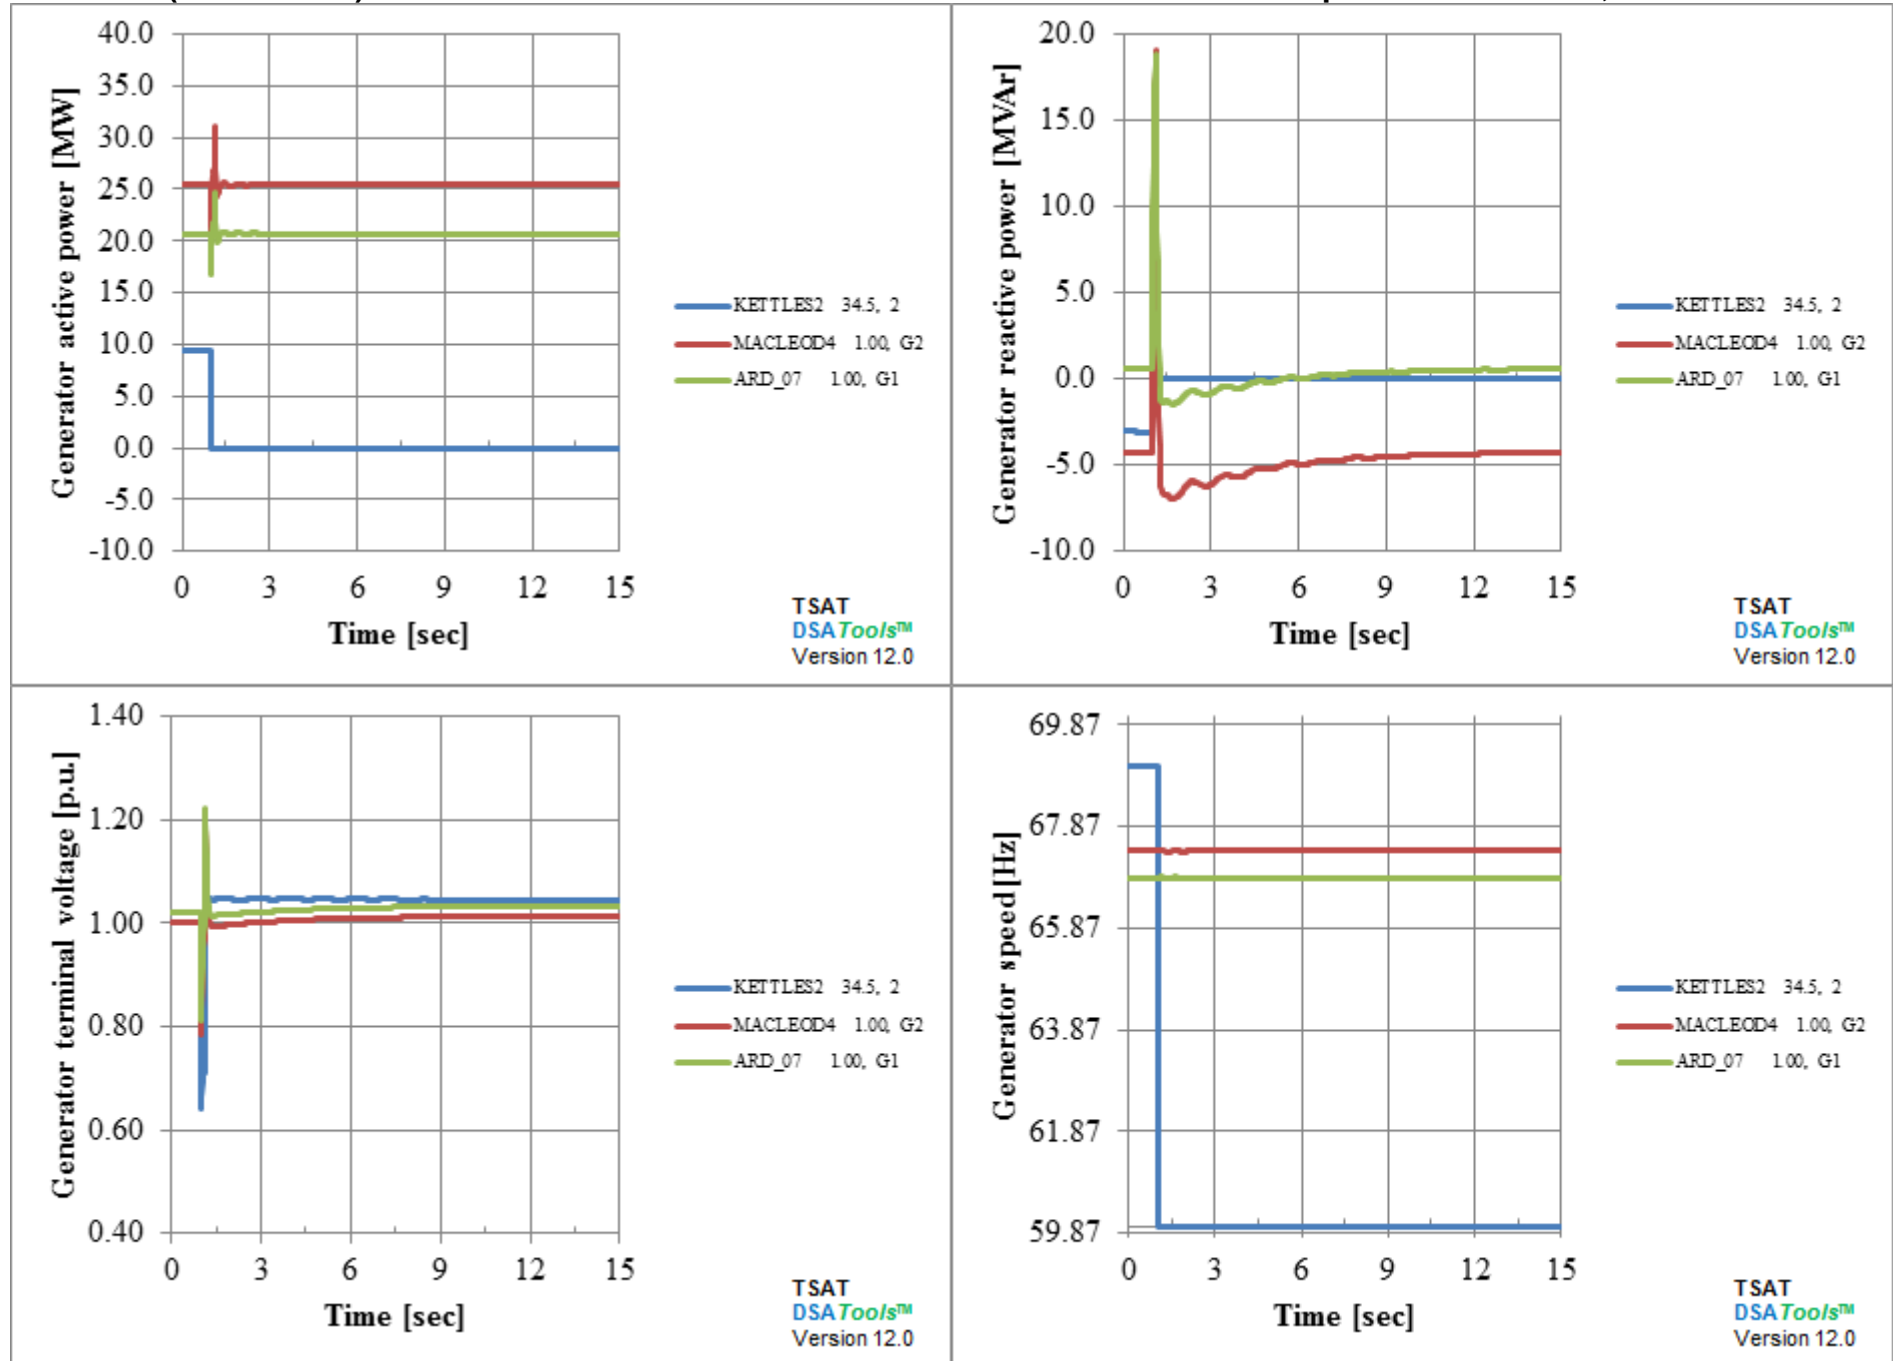 40.0
35.0
30.0
25.0
20.0
15.0
10.0
5.0
0.0
-5.0
-10.0
Generator active power [MW]
0 3 6 9 12 15
Time [sec]
KETTLES2 34.5, 2
MACLEOD4 1.00, G2
ARD_07 1.00, G1
TSAT
DSATools™
Version 12.0
20.0
15.0
10.0
5.0
0.0
-5.0
-10.0
Generator reactive power [MVAr]
0 3 6 9 12 15
Time [sec]
KETTLES2 34.5, 2
MACLEOD4 1.00, G2
ARD_07 1.00, G1
TSAT
DSATools™
Version 12.0
1.40
1.20
1.00
0.80
0.60
0.40
Generator terminal voltage [p.u.]
0 3 6 9 12 15
Time [sec]
KETTLES2 34.5, 2
MACLEOD4 1.00, G2
ARD_07 1.00, G1
TSAT
DSATools™
Version 12.0
69.87
67.87
65.87
63.87
61.87
59.87
Generator speed[Hz]
0 3 6 9 12 15
Time [sec]
KETTLES2 34.5, 2
MACLEOD4 1.00, G2
ARD_07 1.00, G1
TSAT
DSATools™
Version 12.0